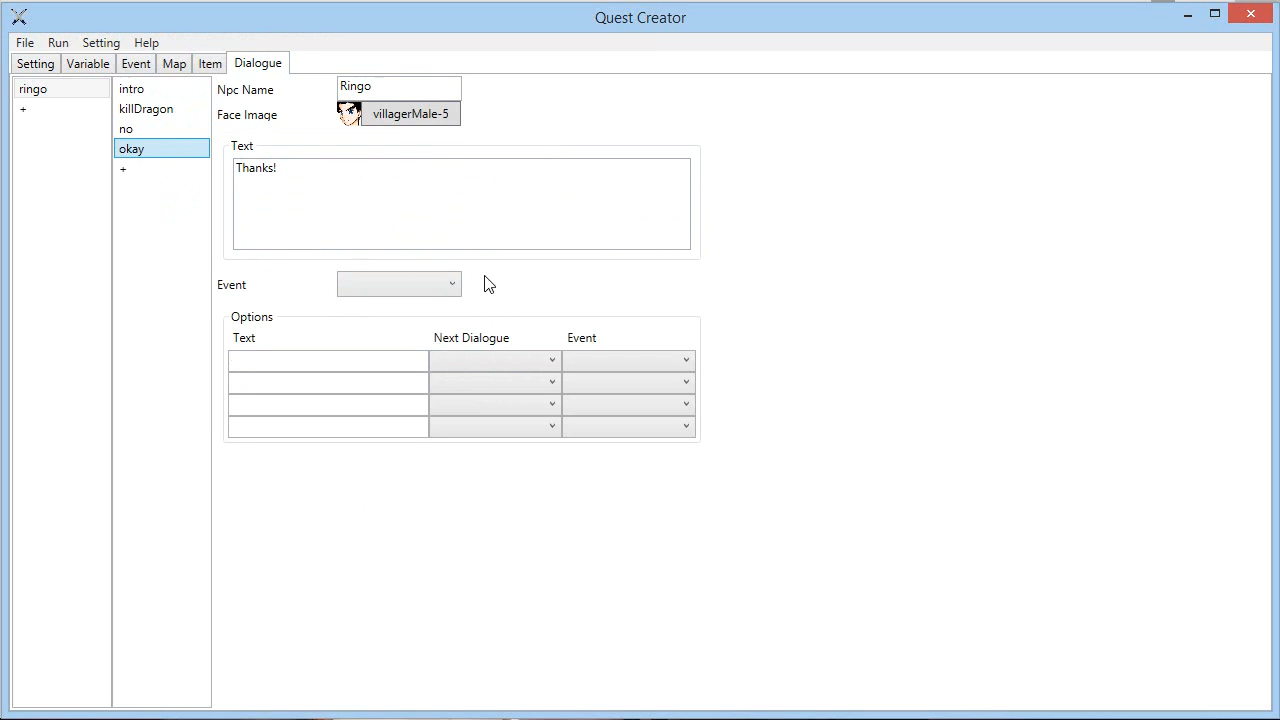 Quest Creator
File Run Setting Help
Setting Variable Event Map Item Dialogue
ringo
+
intro
killDragon
no
okay
+
Npc Name Ringo
Face Image villagerMale-5
Text
Thanks!
Event
Options
Text Next Dialogue Event